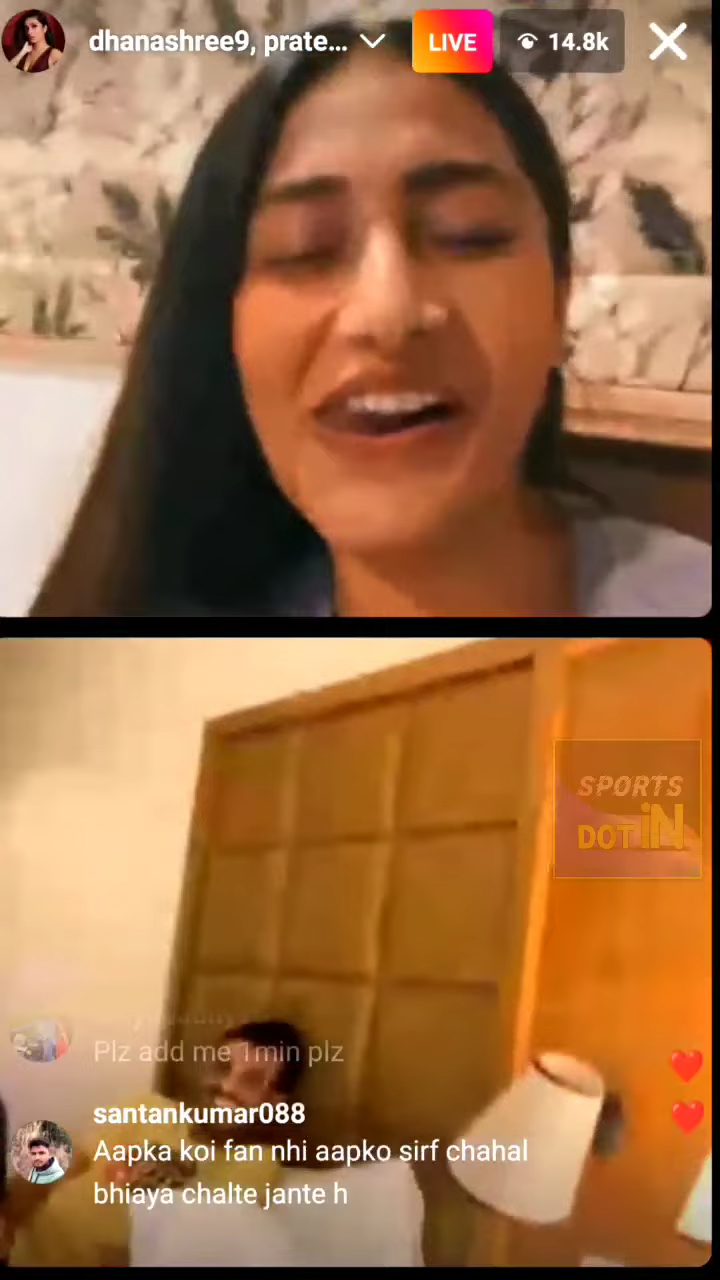 dhanashree9, prate...
LIVE
14.8k
SPORTS
DOT iN
Plz add me 1min plz
santankumar088
Aapka koi fan nhi aapko sirf chahal
bhiaya chalte jante h